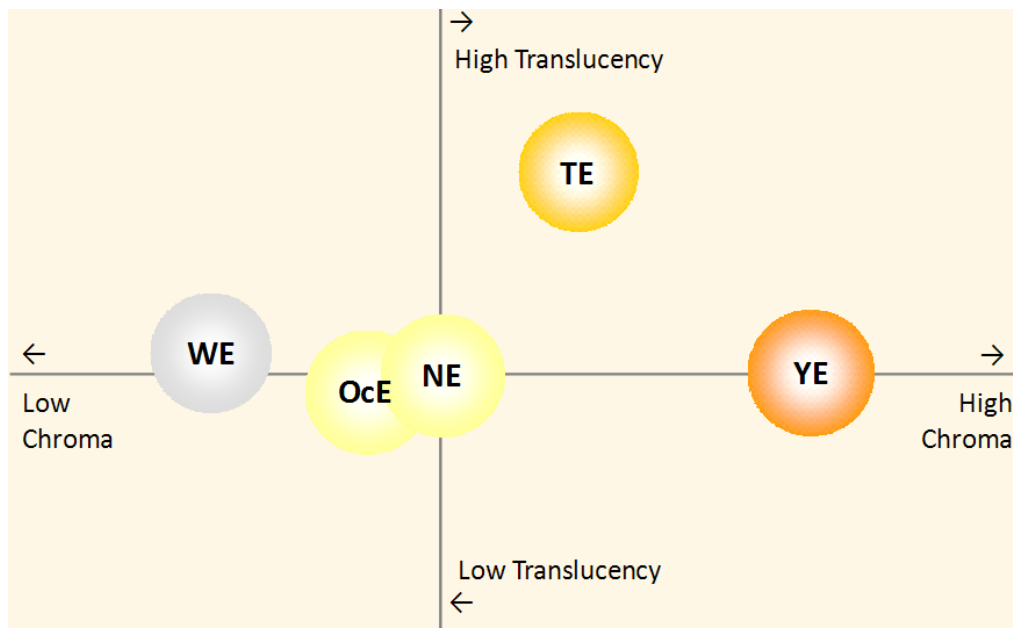 →
High Translucency
TE
WE
OcE
NE
YE
←
→
Low
Chroma
High
Chroma
Low Translucency
←